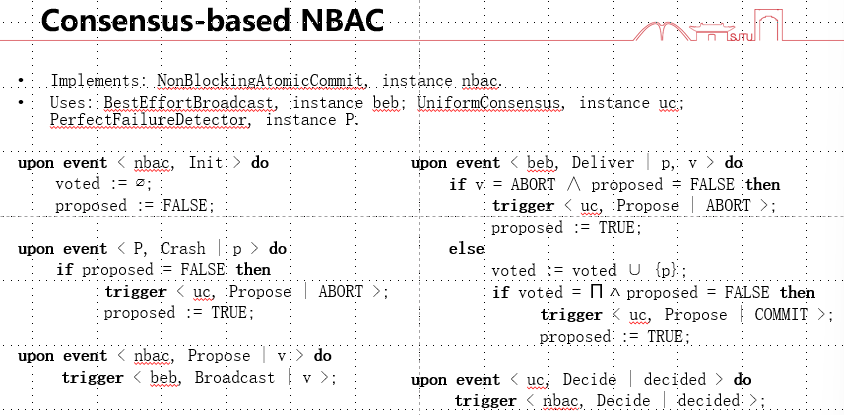 Consensus-based NBAC
SJTU
• Implements: NonBlockingAtomicCommit, instance nbac.
• Uses: BestEffortBroadcast, instance beb; UniformConsensus, instance uc;
PerfectFailureDetector, instance P.
upon event < nbac, Init > do
voted := ∅;
proposed := FALSE;
upon event < P, Crash | p > do
if proposed = FALSE then
trigger < uc, Propose | ABORT >;
proposed := TRUE;
upon event < nbac, Propose | v > do
trigger < beb, Broadcast | v >;
upon event < beb, Deliver | p, v > do
if v = ABORT ∧ proposed = FALSE then
trigger < uc, Propose | ABORT >;
proposed := TRUE;
else
voted := voted ∪ {p};
if voted = Π ∧ proposed = FALSE then
trigger < uc, Propose | COMMIT >;
proposed := TRUE;
upon event < uc, Decide | decided > do
trigger < nbac, Decide | decided >;